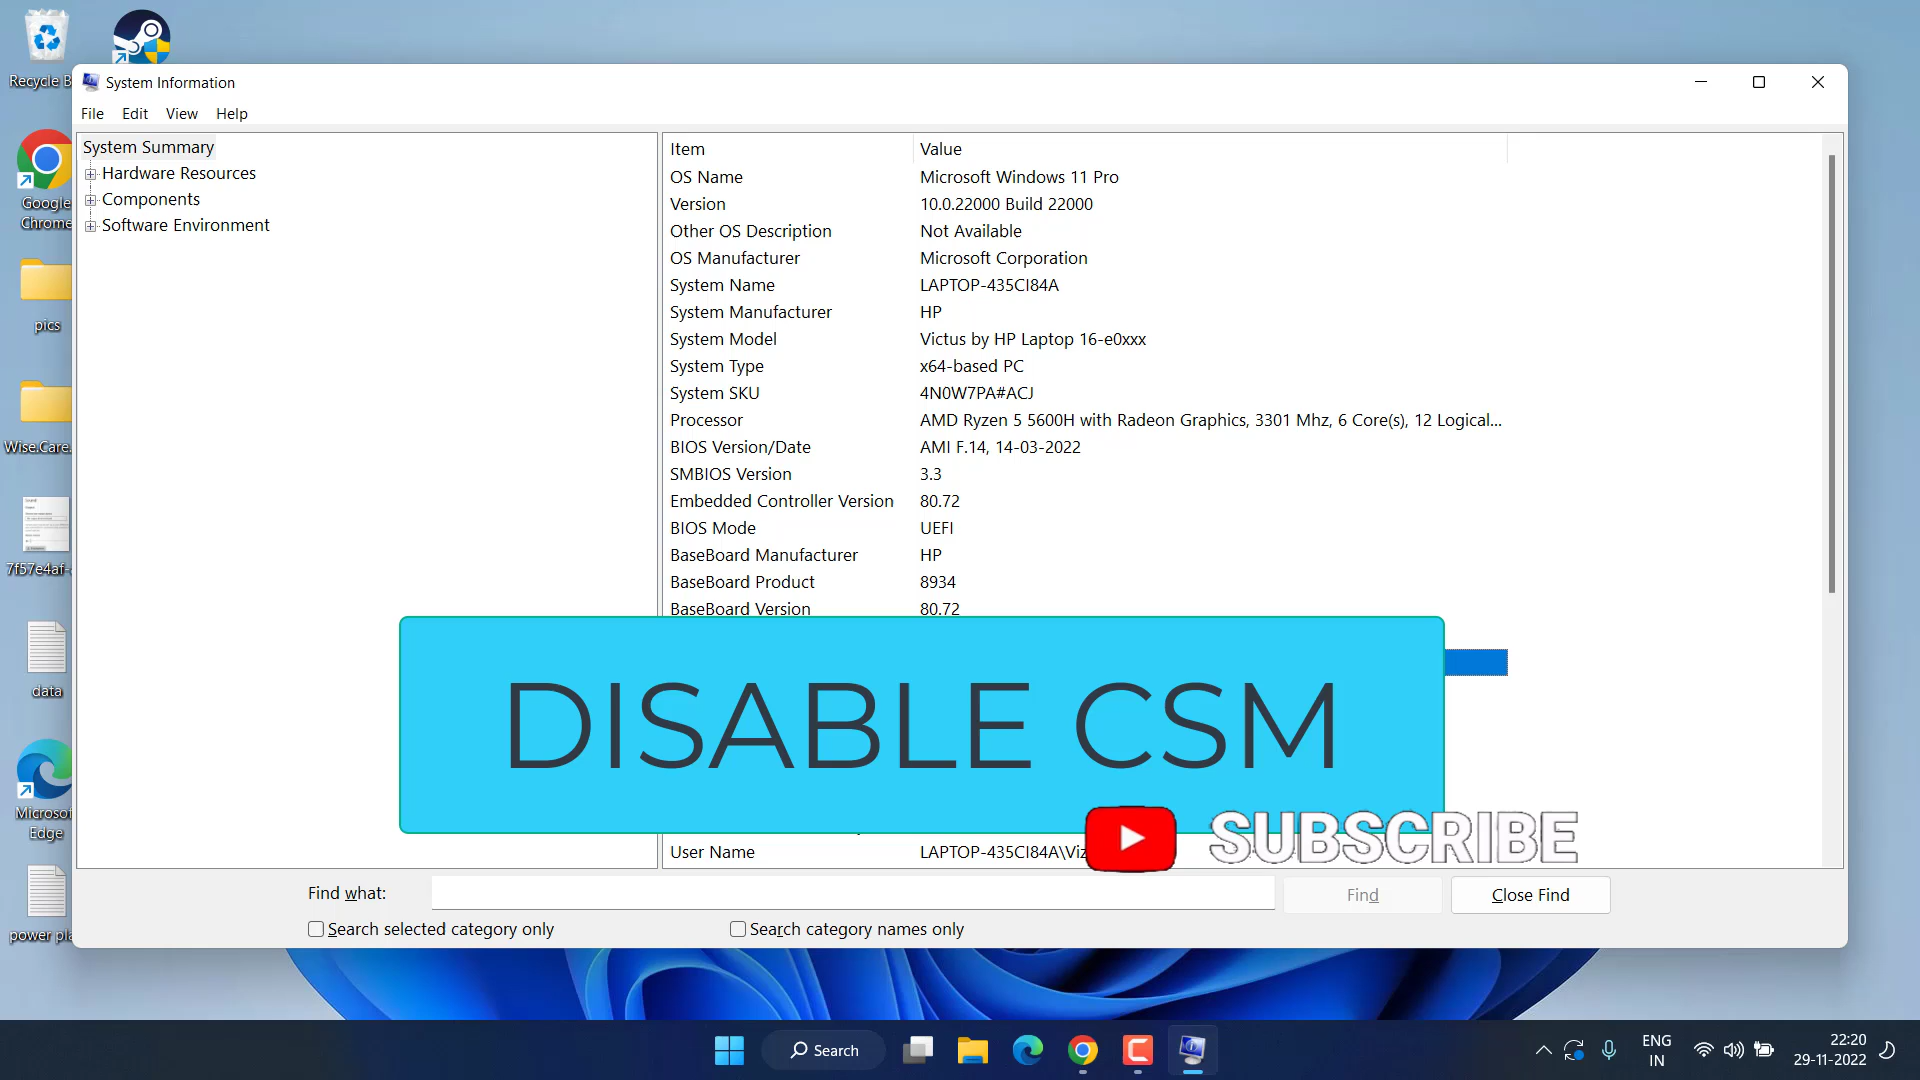 Recycle B
System Information
File Edit View Help
System Summary
Hardware Resources
Components
Software Environment
Google
Chrome
pics
Wise.Care.
7f57e4af-
data
Microsof
Edge
power pla
Item Value
OS Name Microsoft Windows 11 Pro
Version 10.0.22000 Build 22000
Other OS Description Not Available
OS Manufacturer Microsoft Corporation
System Name LAPTOP-435CI84A
System Manufacturer HP
System Model Victus by HP Laptop 16-e0xxx
System Type x64-based PC
System SKU 4N0W7PA#ACJ
Processor AMD Ryzen 5 5600H with Radeon Graphics, 3301 Mhz, 6 Core(s), 12 Logical...
BIOS Version/Date AMI F.14, 14-03-2022
SMBIOS Version 3.3
Embedded Controller Version 80.72
BIOS Mode UEFI
BaseBoard Manufacturer HP
BaseBoard Product 8934
BaseBoard Version 80.72
DISABLE CSM
SUBSCRIBE
User Name LAPTOP-435CI84A\Viz
Find what: Find Close Find
Search selected category only Search category names only
Search
ENG
IN
22:20
29-11-2022